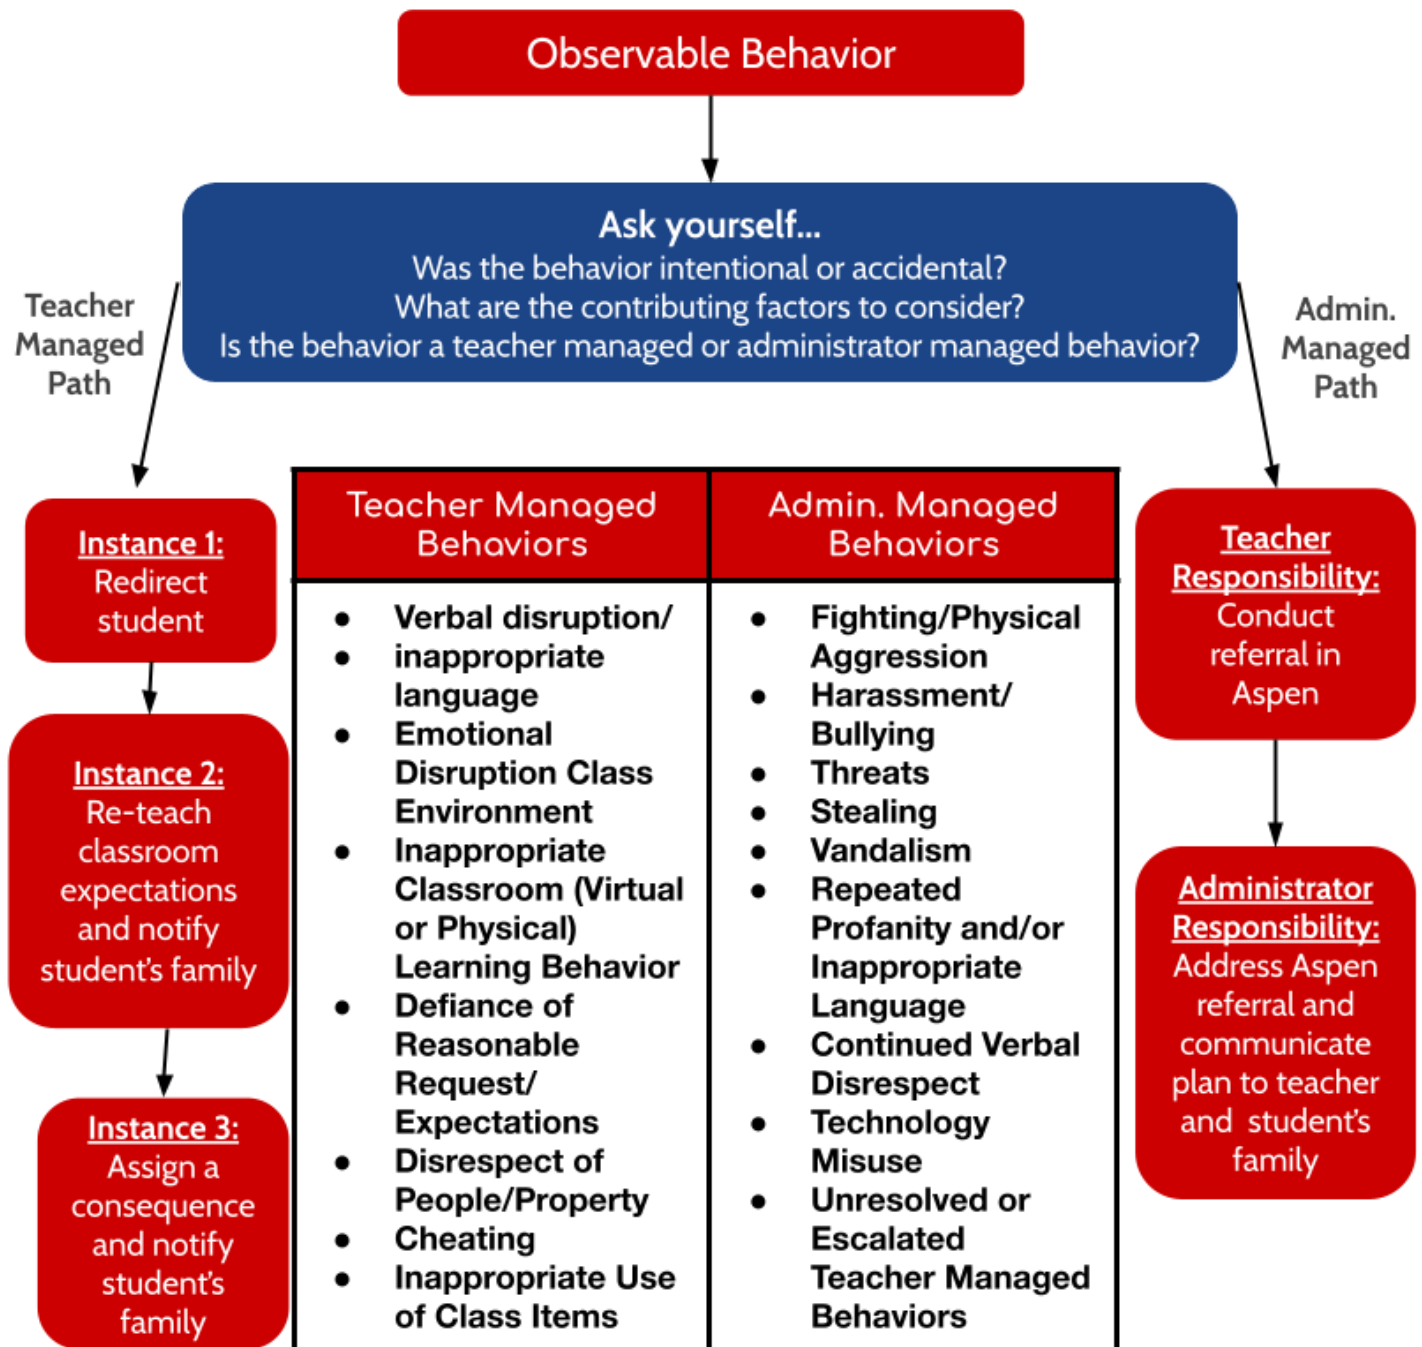 Observable Behavior
Ask yourself...
Was the behavior intentional or accidental?
What are the contributing factors to consider?
Is the behavior a teacher managed or administrator managed behavior?
Teacher
Managed
Path
Admin.
Managed
Path
Instance 1:
Redirect
student
Instance 2:
Re-teach
classroom
expectations
and notify
student's family
Instance 3:
Assign a
consequence
and notify
student's
family
Teacher Managed
Behaviors
● Verbal disruption/
● inappropriate
language
● Emotional
Disruption Class
Environment
● Inappropriate
Classroom (Virtual
or Physical)
Learning Behavior
● Defiance of
Reasonable
Request/
Expectations
● Disrespect of
People/Property
● Cheating
● Inappropriate Use
of Class Items
Admin. Managed
Behaviors
● Fighting/Physical
Aggression
● Harassment/
Bullying
● Threats
● Stealing
● Vandalism
● Repeated
Profanity and/or
Inappropriate
Language
● Continued Verbal
Disrespect
● Technology
Misuse
● Unresolved or
Escalated
Teacher Managed
Behaviors
Teacher
Responsibility:
Conduct
referral in
Aspen
Administrator
Responsibility:
Address Aspen
referral and
communicate
plan to teacher
and student's
family